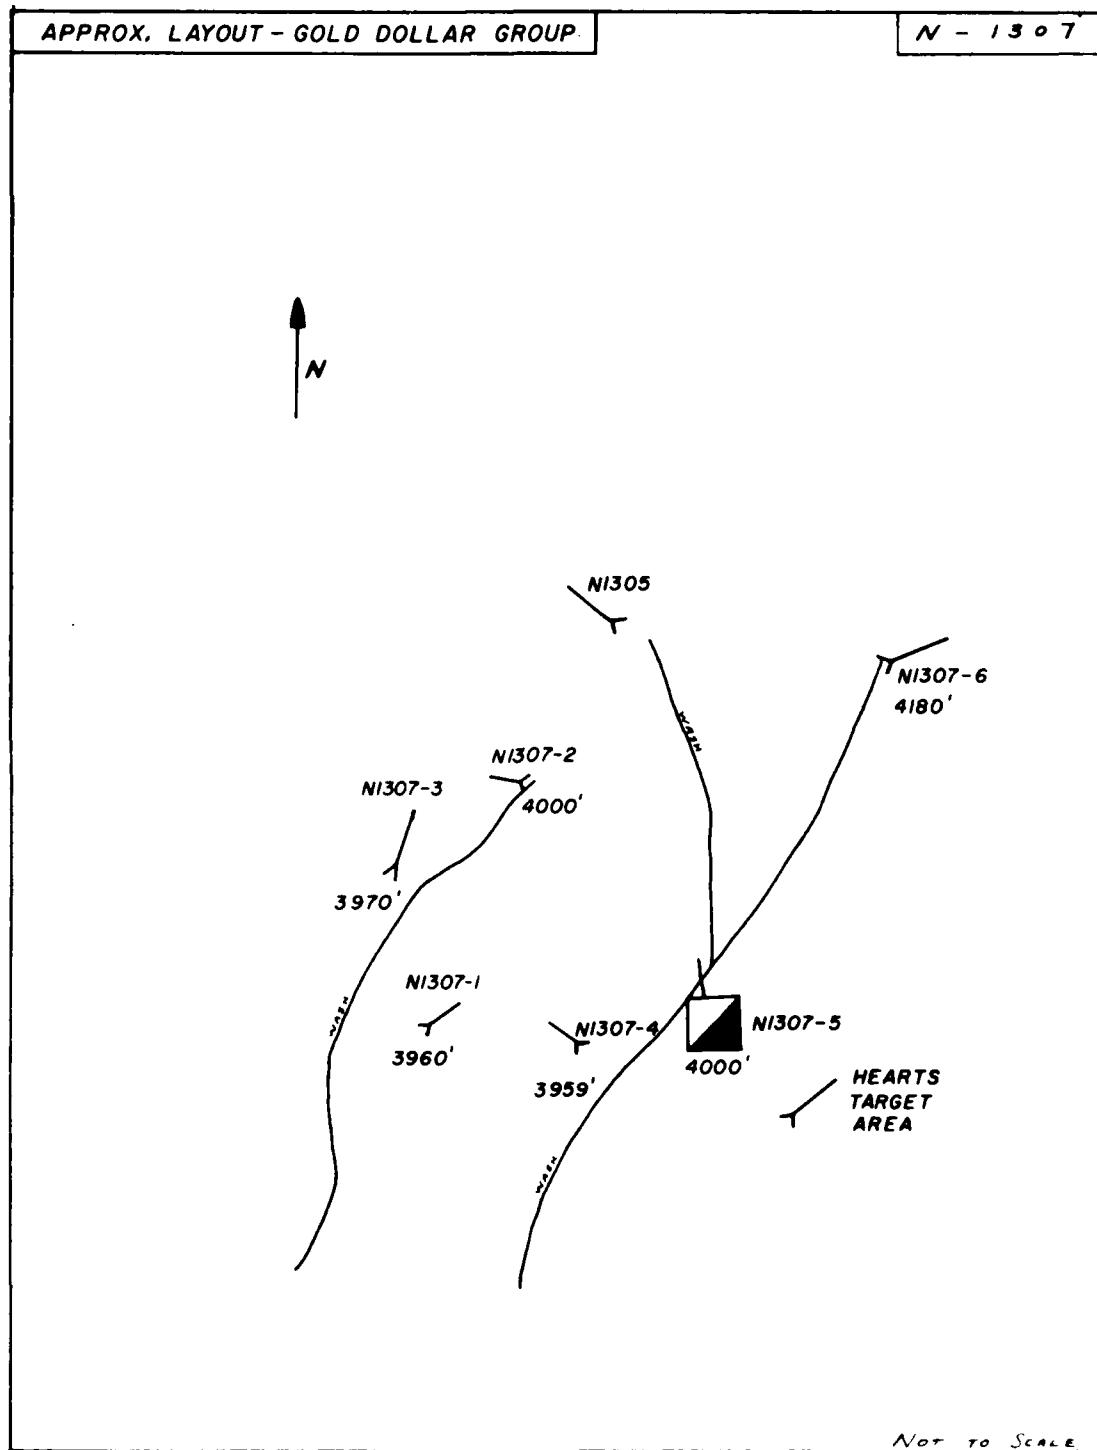 APPROX. LAYOUT - GOLD DOLLAR GROUP
N - 1307
N
N1305
N1307-6
4180'
WASH
N1307-2
4000'
N1307-3
3970'
N1307-1
3960'
WASH
N1307-4
3959'
N1307-5
4000'
HEARTS
TARGET
AREA
WASH
NOT TO SCALE